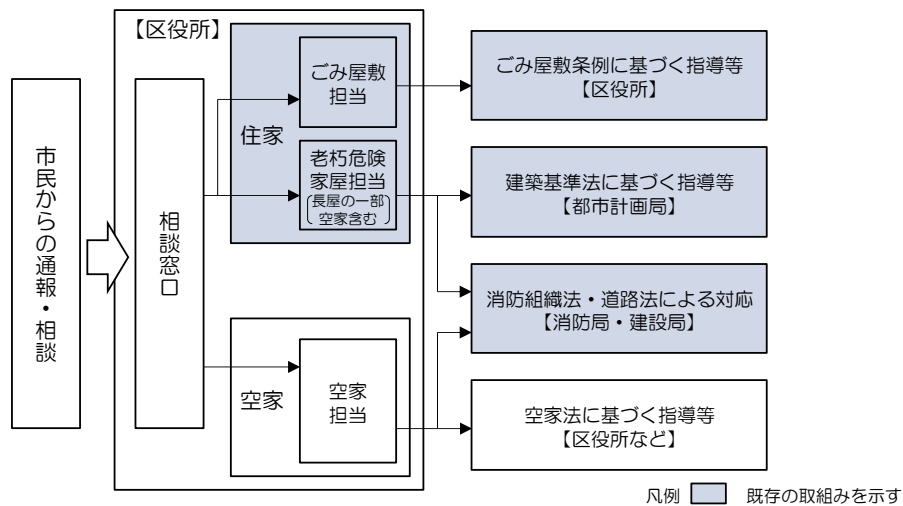 【区役所】
市民からの通報・相談
相談窓口
住家
ごみ屋敷
担当
老朽危険
家屋担当
長屋の一部
空家含む
空家
空家
担当
ごみ屋敷条例に基づく指導等
【区役所】
建築基準法に基づく指導等
【都市計画局】
消防組織法・道路法による対応
【消防局・建設局】
空家法に基づく指導等
【区役所など】
凡例 既存の取組みを示す